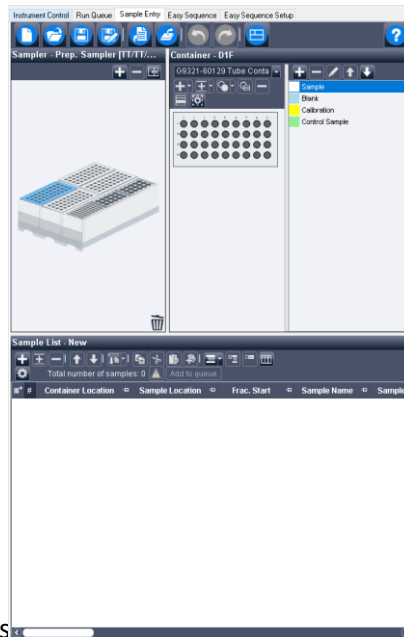 Instrument Control Run Queue Sample Entry Easy Sequence Easy Sequence Setup
?
Sampler - Prep. Sampler [TT/TT/...
Container - D1F
G9321-60129 Tube Conta
Sample
Blank
Calibration
Control Sample
Sample List - New
Total number of samples: 0 Add to queue
# Container Location Sample Location Frac. Start Sample Name Sample
S